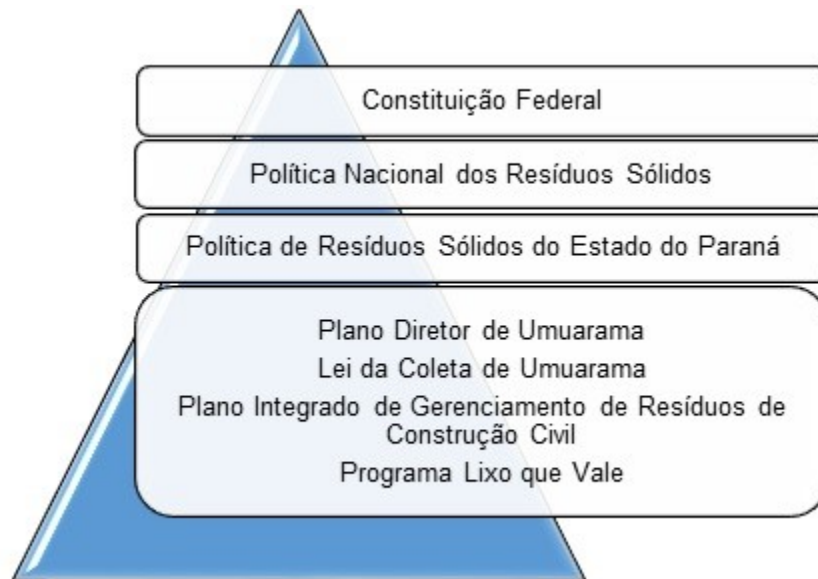 Constituição Federal
Política Nacional dos Resíduos Sólidos
Política de Resíduos Sólidos do Estado do Paraná
Plano Diretor de Umuarama
Lei da Coleta de Umuarama
Plano Integrado de Gerenciamento de Resíduos de
Construção Civil
Programa Lixo que Vale